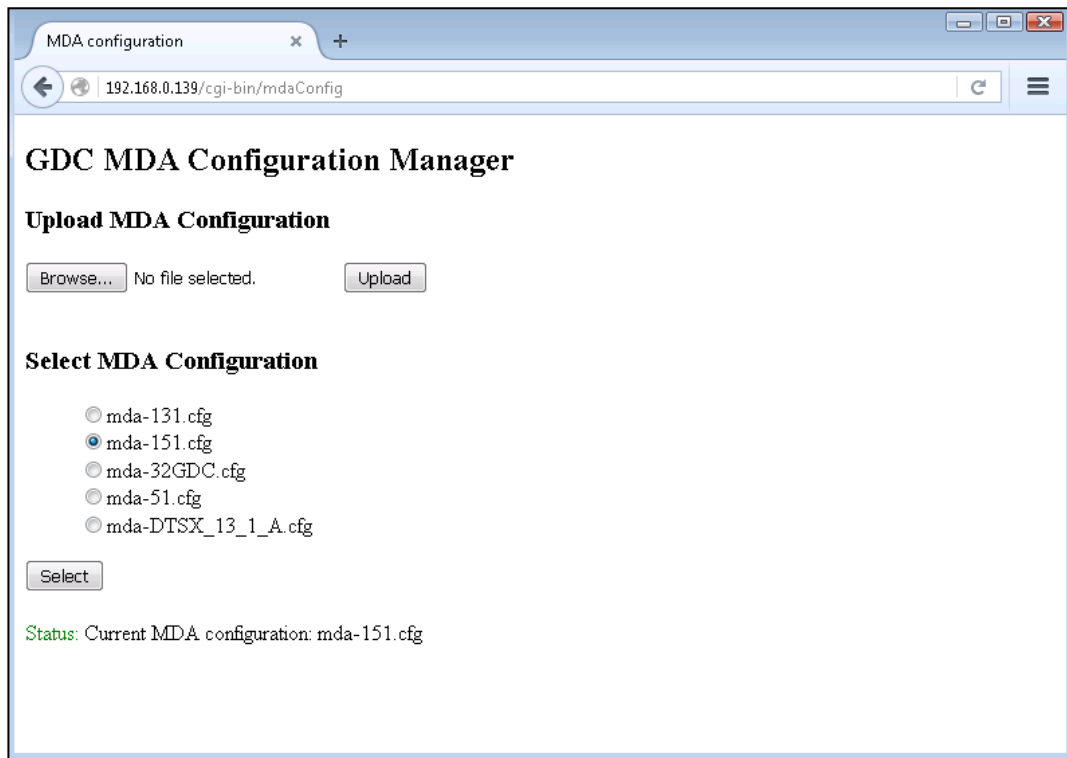 MDA configuration
192.168.0.139/cgi-bin/mdaConfig
GDC MDA Configuration Manager
Upload MDA Configuration
Browse... No file selected. Upload
Select MDA Configuration
mda-131.cfg
mda-151.cfg
mda-32GDC.cfg
mda-51.cfg
mda-DTSX_13_1_A.cfg
Select
Status: Current MDA configuration: mda-151.cfg